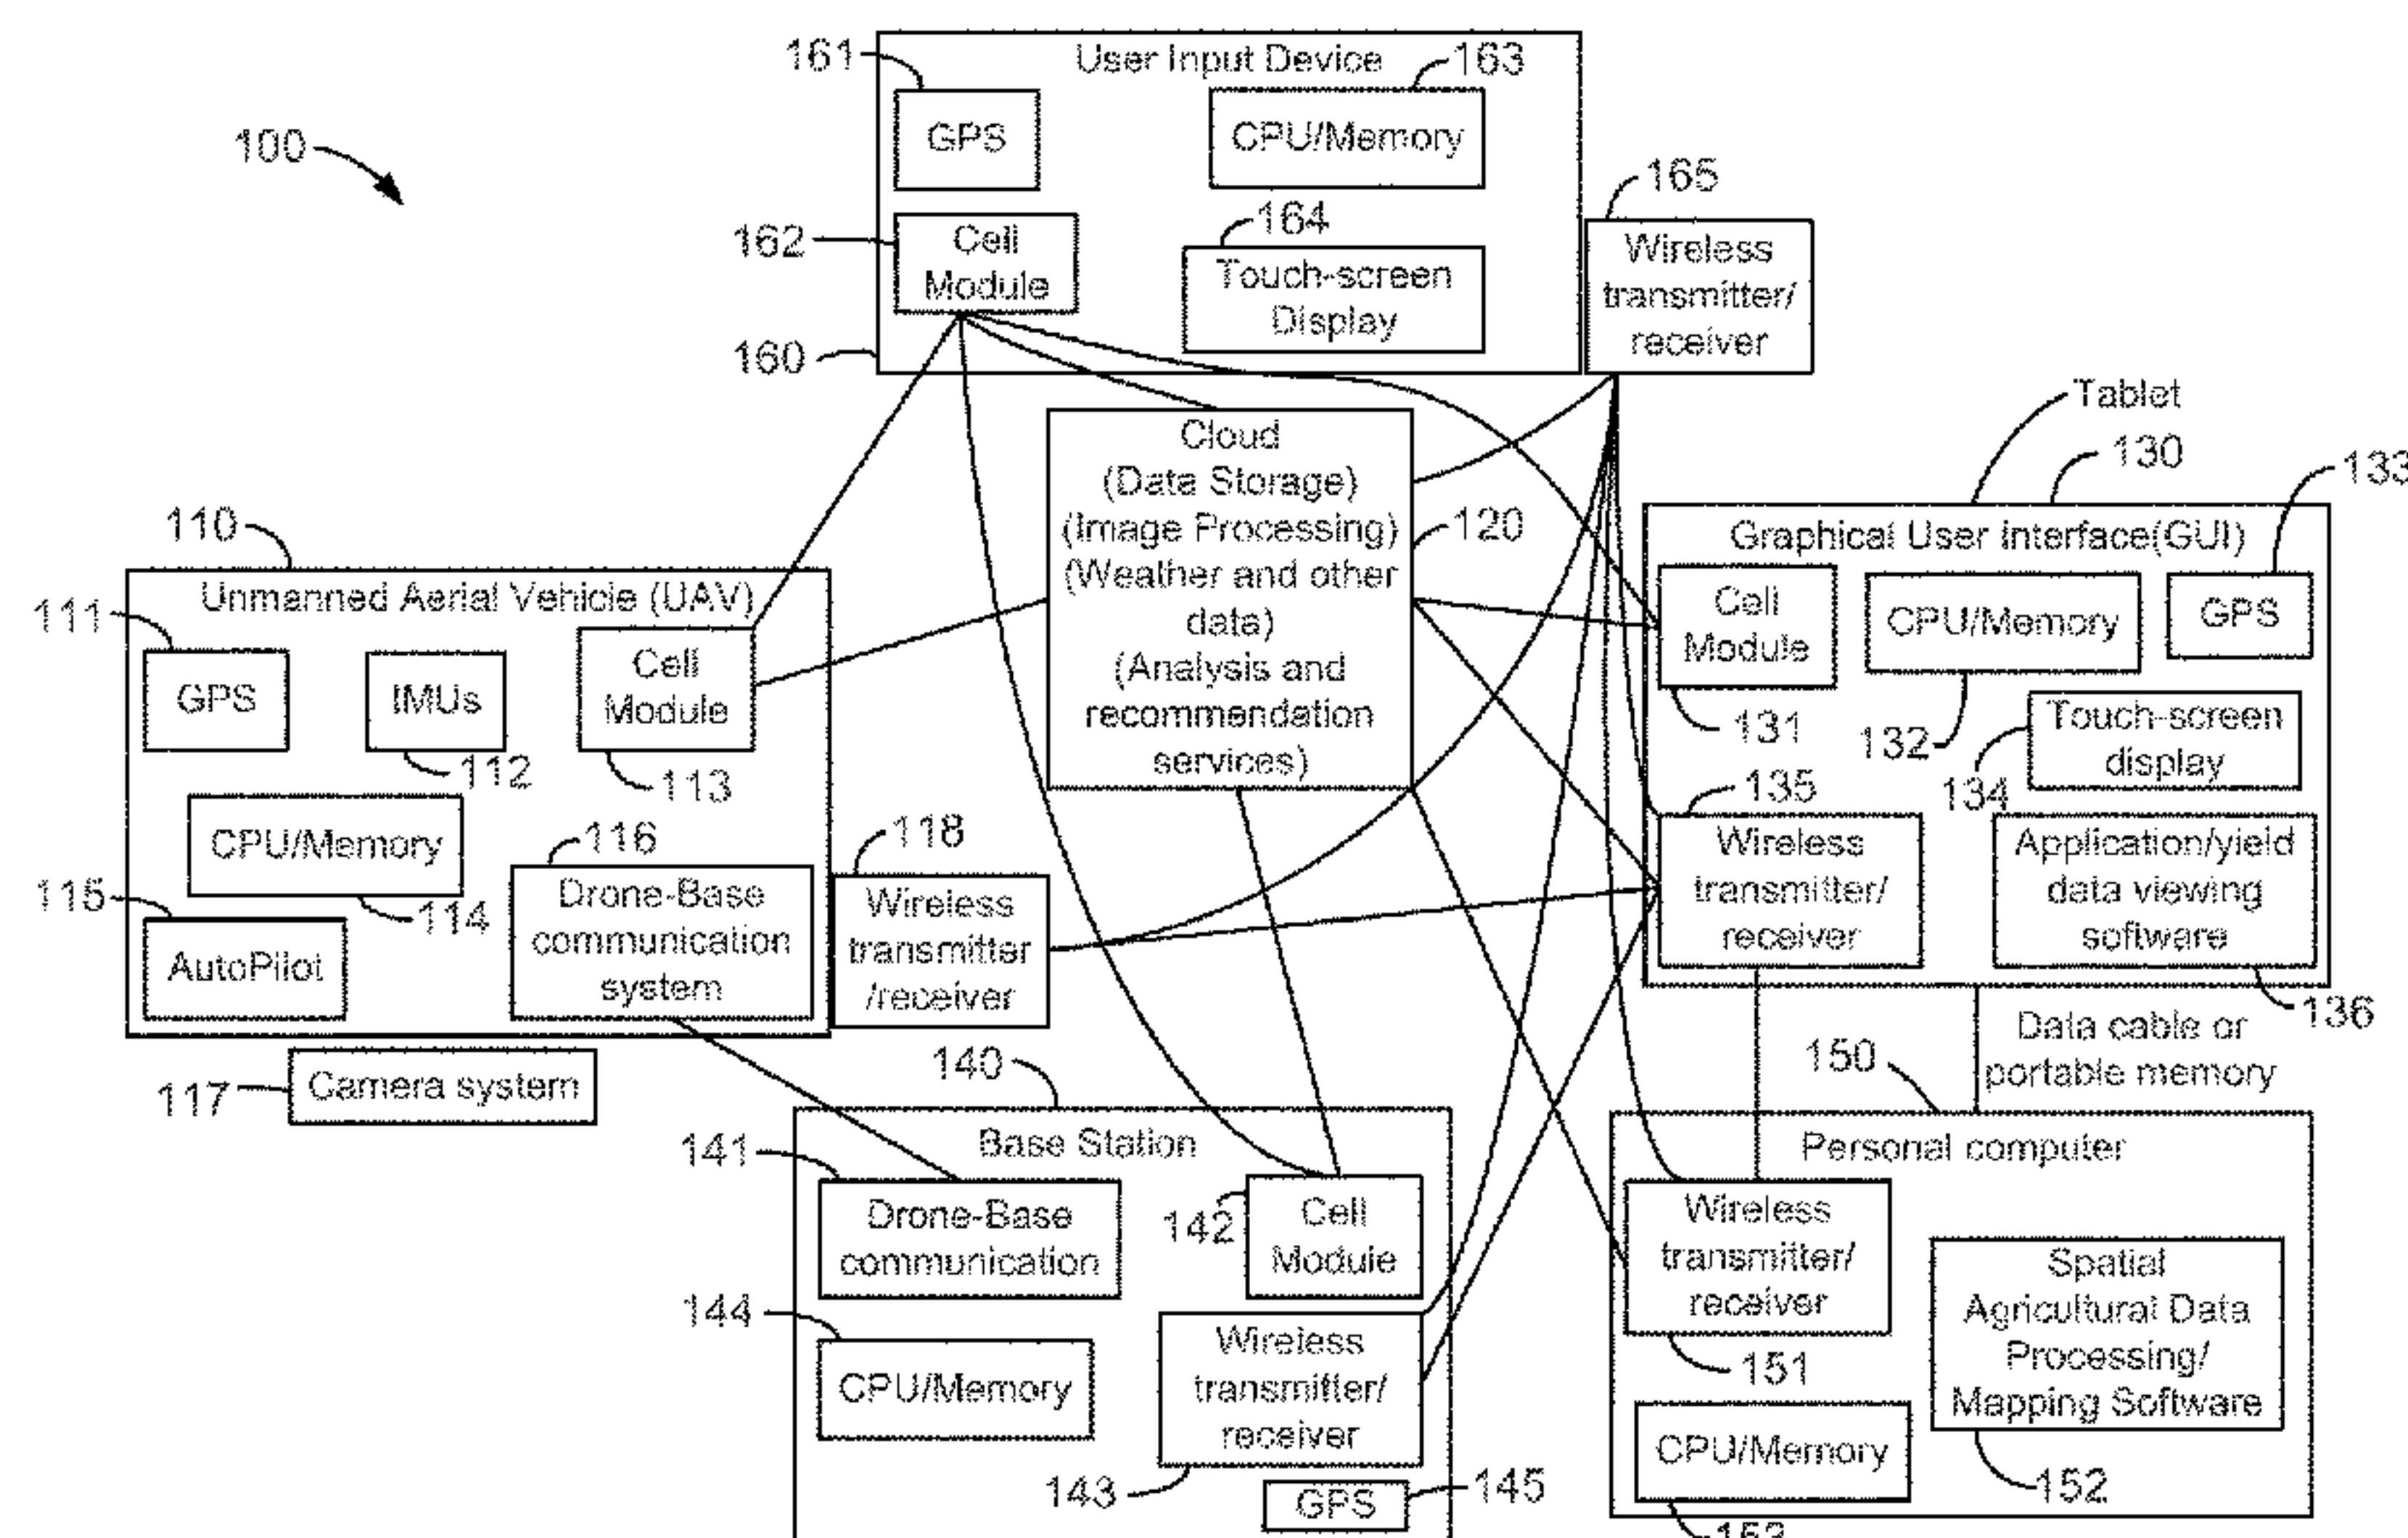 100
161
User Input Device
163
GPS
CPU/Memory
162
Cell
Module
164
Touch-screen
Display
160
165
Wireless
transmitter/
receiver
Cloud
(Data Storage)
(Image Processing)
(Weather and other
data)
(Analysis and
recommendation
services)
120
Tablet
130
133
Graphical User Interface(GUI)
Cell
Module
131
CPU/Memory
132
GPS
Touch-screen
display
134
135
Wireless
transmitter/
receiver
Application/yield
data viewing
software
136
110
Unmanned Aerial Vehicle (UAV)
111
GPS
IMUs
112
Cell
Module
113
CPU/Memory
114
115
AutoPilot
116
Drone-Base
communication
system
118
Wireless
transmitter
/receiver
117
Camera system
140
Base Station
141
Drone-Base
communication
142
Cell
Module
144
CPU/Memory
Wireless
transmitter/
receiver
143
GPS
145
Data cable or
portable memory
150
Personal computer
Wireless
transmitter/
receiver
151
Spatial
Agricultural Data
Processing/
Mapping Software
152
CPU/Memory
153